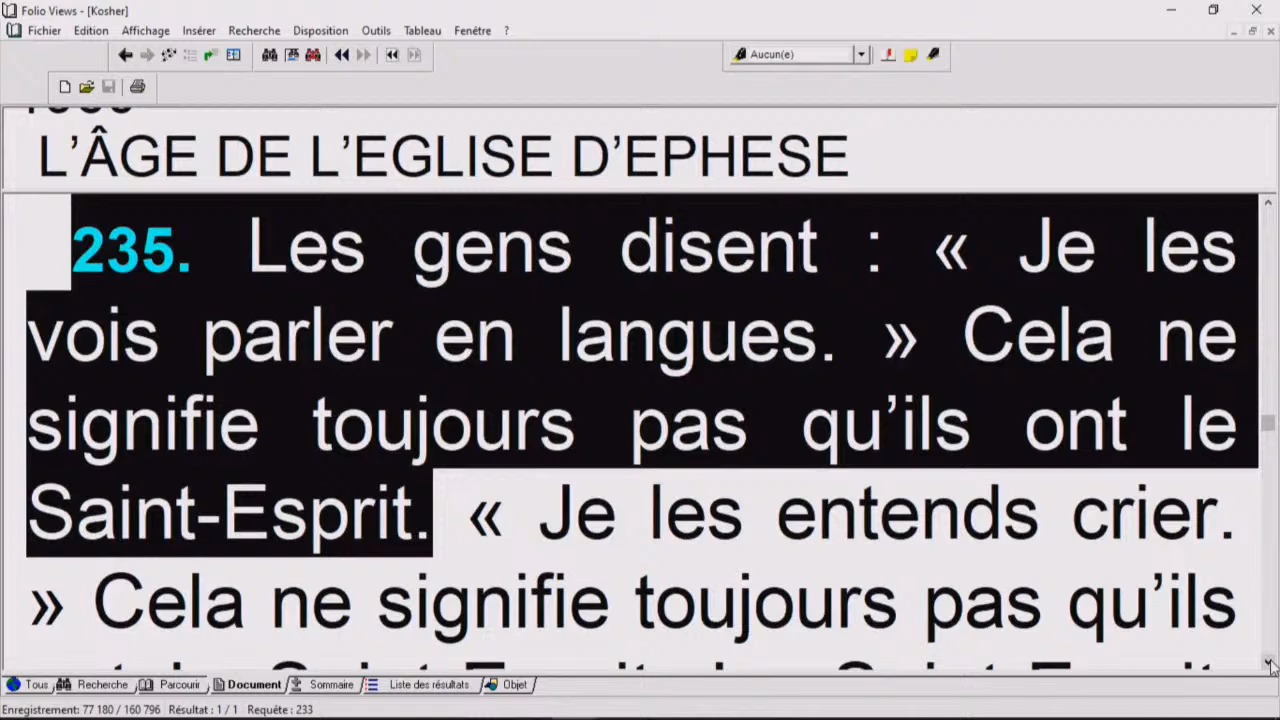 Folio Views - [Kosher]
Fichier Edition Affichage Insérer Recherche Disposition Outils Tableau Fenêtre ?
Aucun(e)
L’ÂGE DE L’EGLISE D’EPHESE
235. Les gens disent : « Je les
vois parler en langues. » Cela ne
signifie toujours pas qu’ils ont le
Saint-Esprit. « Je les entends crier.
» Cela ne signifie toujours pas qu’ils
Tous Recherche Parcourir Document Sommaire Liste des résultats Objet
Enregistrement: 77 180 / 160 796 Résultat : 1 / 1 Requête : 233